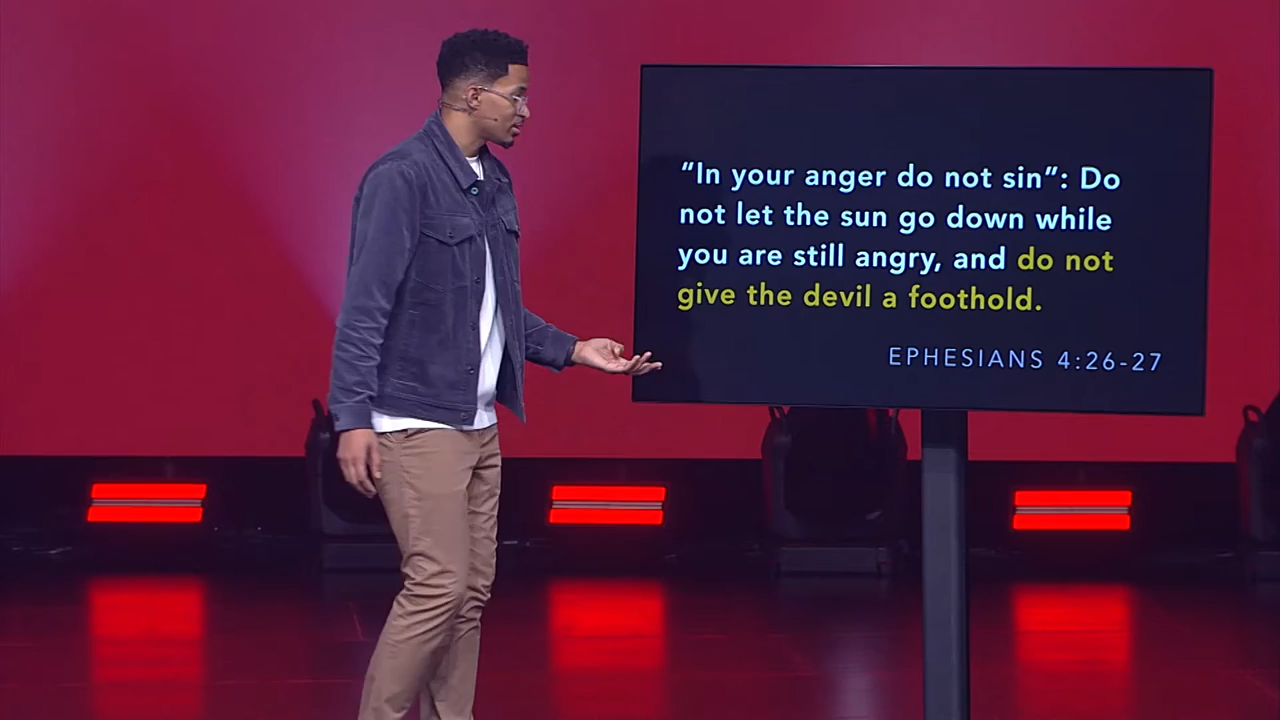 “In your anger do not sin”: Do
not let the sun go down while
you are still angry, and do not
give the devil a foothold.
EPHESIANS 4:26-27